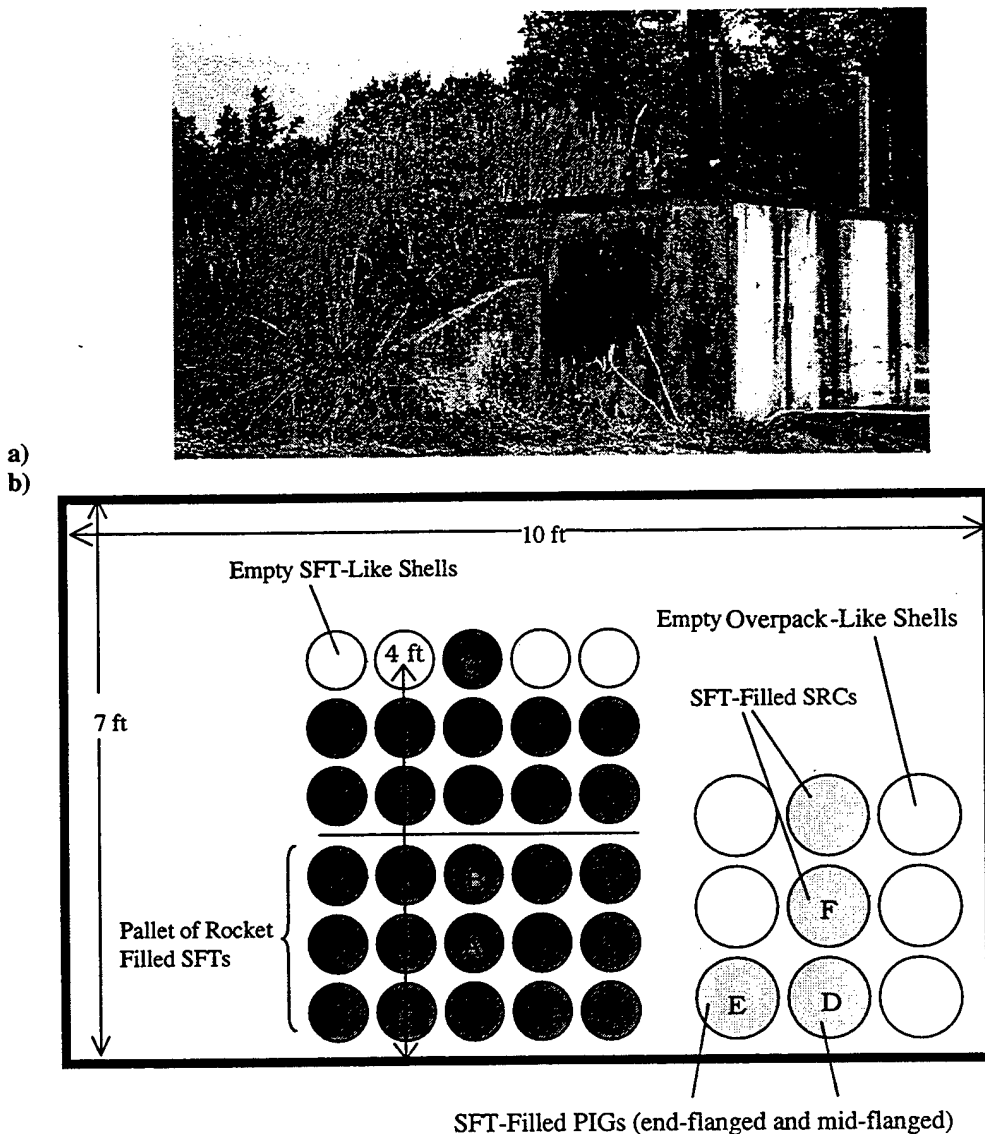 a)
b)
10 ft
Empty SFT-Like Shells
Empty Overpack-Like Shells
4 ft
SFT-Filled SRCs
7 ft
B
F
Pallet of Rocket
Filled SFTs
A
E
D
SFT-Filled PIGs (end-flanged and mid-flanged)